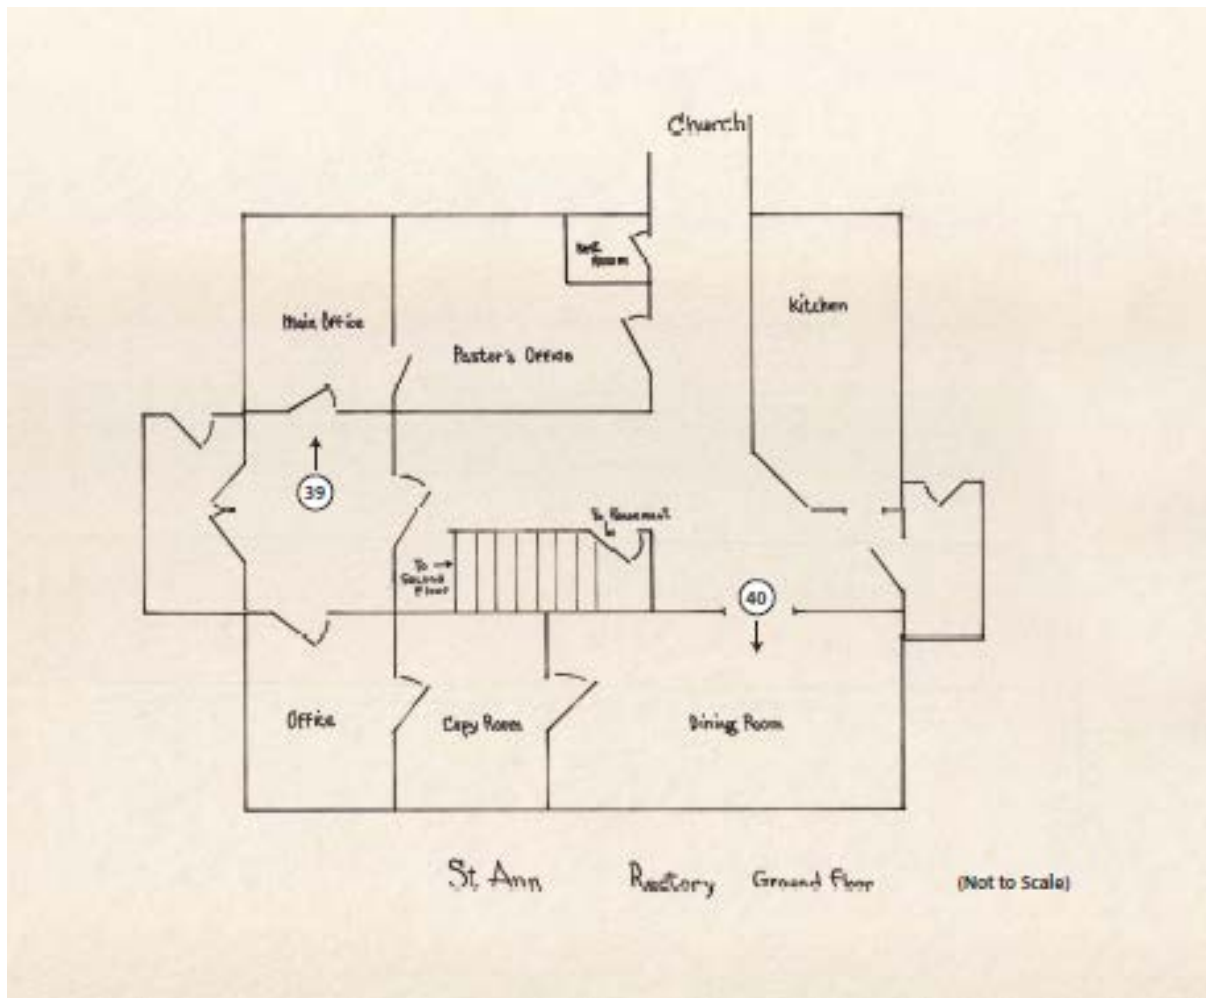 Church
Rest
Room
Kitchen
Main Office
Pastor's Office
39
To Basement
To
Second
Floor
40
Office
Copy Room
Dining Room
St. Ann Rectory Ground Floor (Not to Scale)